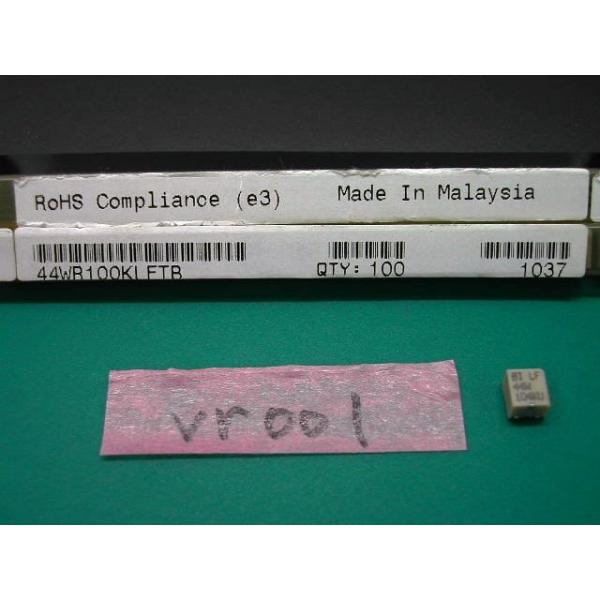 RoHS Compliance (e3) Made In Malaysia
44WR100KLFTB QTY: 100 1037
vr001
BI LF
44W